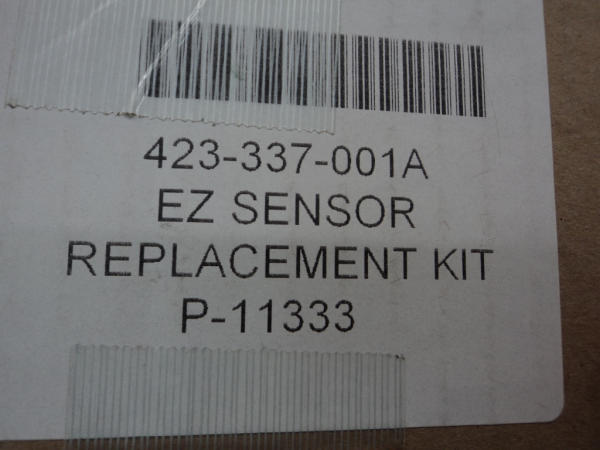 423-337-001A
EZ SENSOR
REPLACEMENT KIT
P-11333